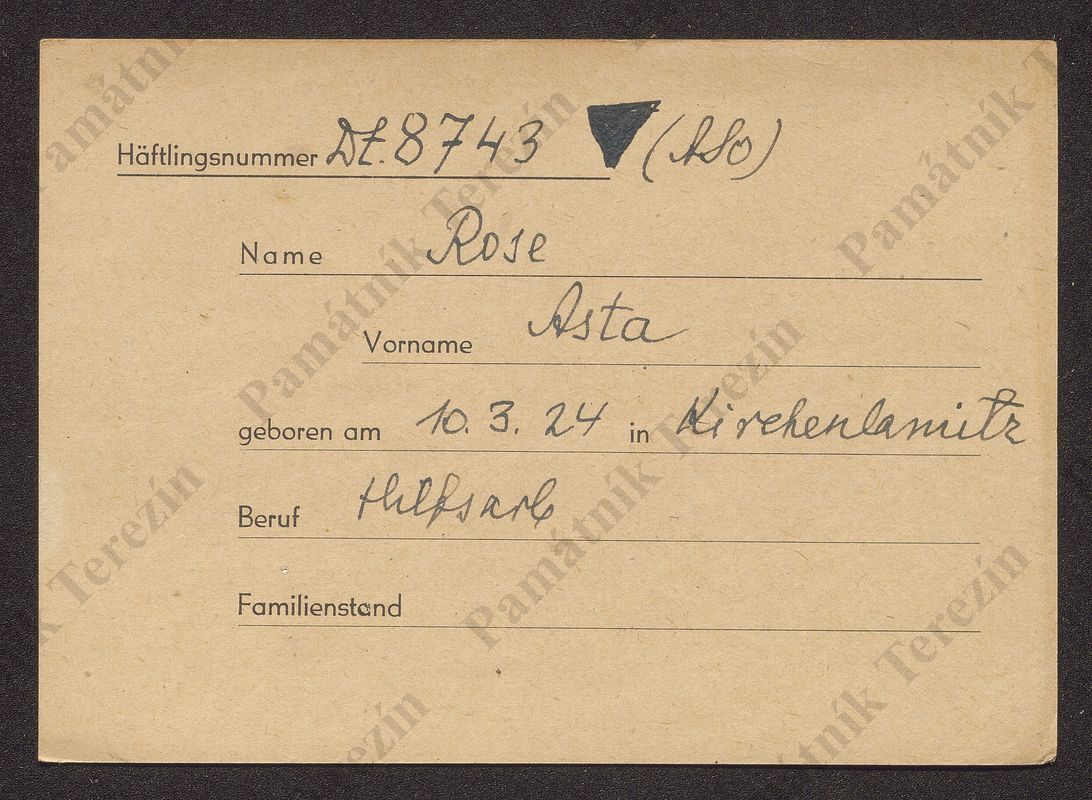 Häftlingsnummer Dt. 8743 (ASo)
Name Rose
Vorname Asta
geboren am 10. 3. 24 in Kirchenlamitz
Beruf Hilfsarb
Familienstand
Památník Terezín